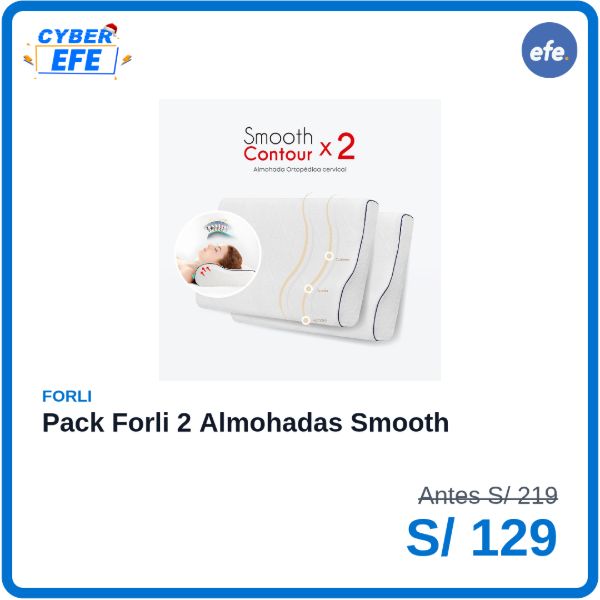 CYBER
EFE
efe.
Smooth
Contour x 2
Almohada Ortopédica cervical
FORLI
Pack Forli 2 Almohadas Smooth
Antes S/ 219
S/ 129